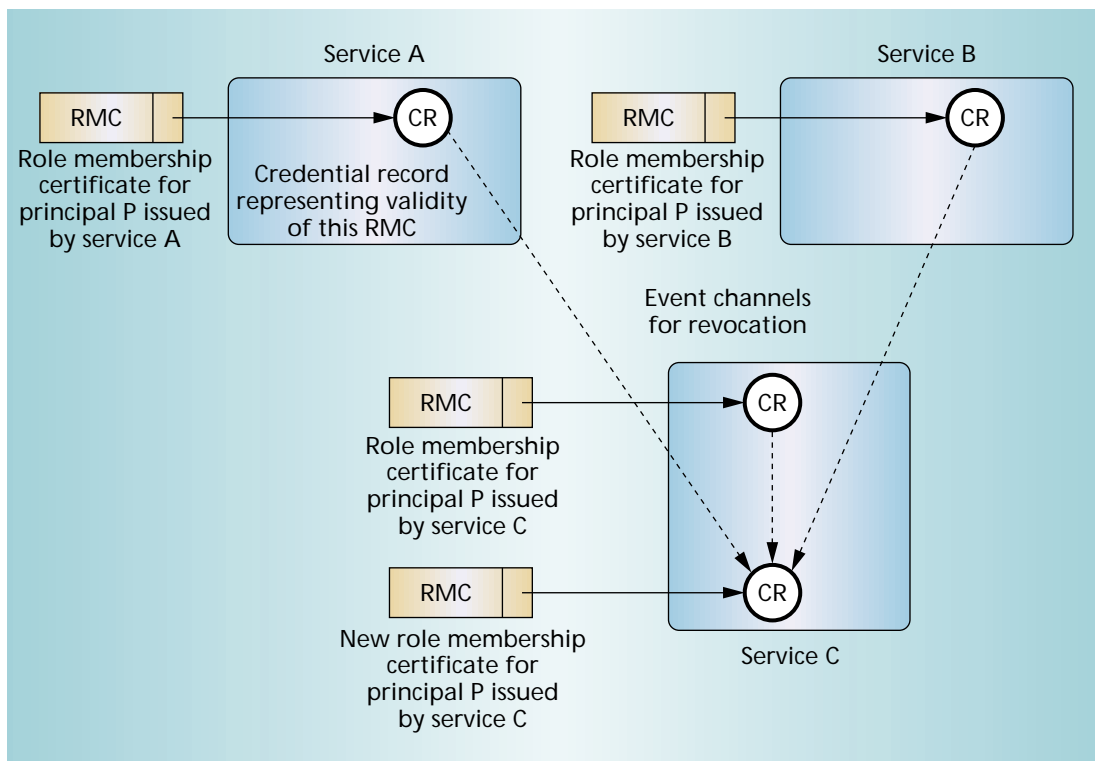 Service A
Service B
RMC
CR
RMC
CR
Role membership
certificate for
principal P issued
by service A
Credential record
representing validity
of this RMC
Role membership
certificate for
principal P issued
by service B
Event channels
for revocation
RMC
CR
Role membership
certificate for
principal P issued
by service C
RMC
CR
New role membership
certificate for
principal P issued
by service C
Service C